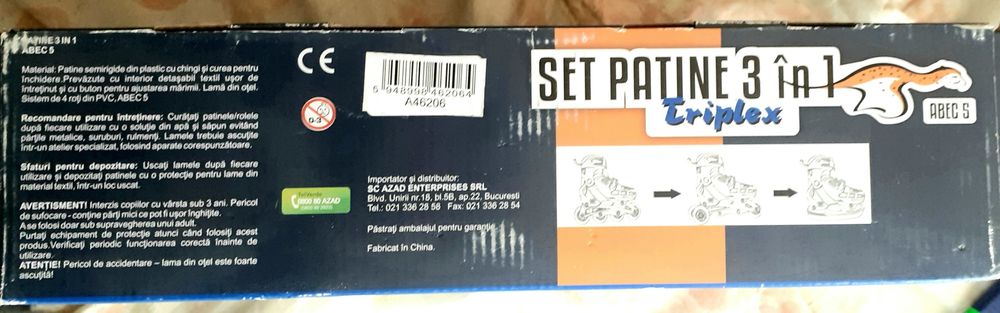 PATINE 3 IN 1
ABEC 5
Material: Patine semirigide din plastic cu chingi și curea pentru
închidere.Prevăzute cu interior detașabil textil ușor de
întreținut și cu buton pentru ajustarea mărimii. Lamă din oțel.
Sistem de 4 roți din PVC, ABEC 5
Recomandare pentru întreținere: Curățați patinele/rolele
după fiecare utilizare cu o soluție din apă și săpun evitând
părțile metalice, suruburi, rulmenți. Lamele trebuie ascuțite
într-un atelier specializat, folosind aparate corespunzătoare.
Sfaturi pentru depozitare: Uscați lamele după fiecare
utilizare și depozitați patinele cu o protecție pentru lame din
material textil, într-un loc uscat.
AVERTISMENT! Interzis copiilor cu vârsta sub 3 ani. Pericol
de sufocare - conține părți mici ce pot fi ușor înghițite.
A se folosi doar sub supravegherea unui adult.
Purtați echipament de protecție atunci când folosiți acest
produs.Verificați periodic funcționarea corectă înainte de
utilizare.
ATENȚIE! Pericol de accidentare – lama din oțel este foarte
ascuțită!
CE
0-3
TelVerde
0800 80 AZAD
5 948998 462064
A46206
Importator și distribuitor:
SC AZAD ENTERPRISES SRL
Blvd. Unirii nr.18, bl.5B, ap.22, Bucuresti
Tel.: 021 336 28 58 Fax: 021 336 28 54
Păstrați ambalajul pentru garanție.
Fabricat în China.
SET PATINE 3 în 1
Triplex
ABEC 5